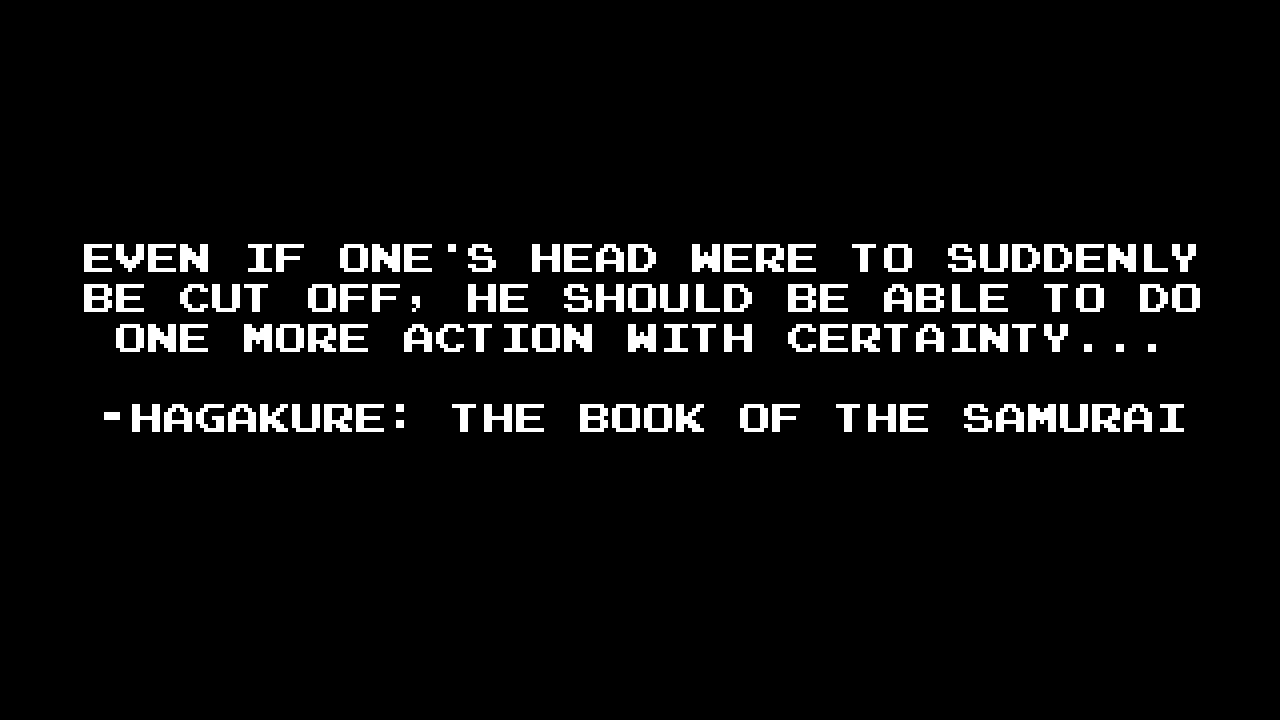 EVEN IF ONE'S HEAD WERE TO SUDDENLY
BE CUT OFF, HE SHOULD BE ABLE TO DO
ONE MORE ACTION WITH CERTAINTY...
-HAGAKURE: THE BOOK OF THE SAMURAI